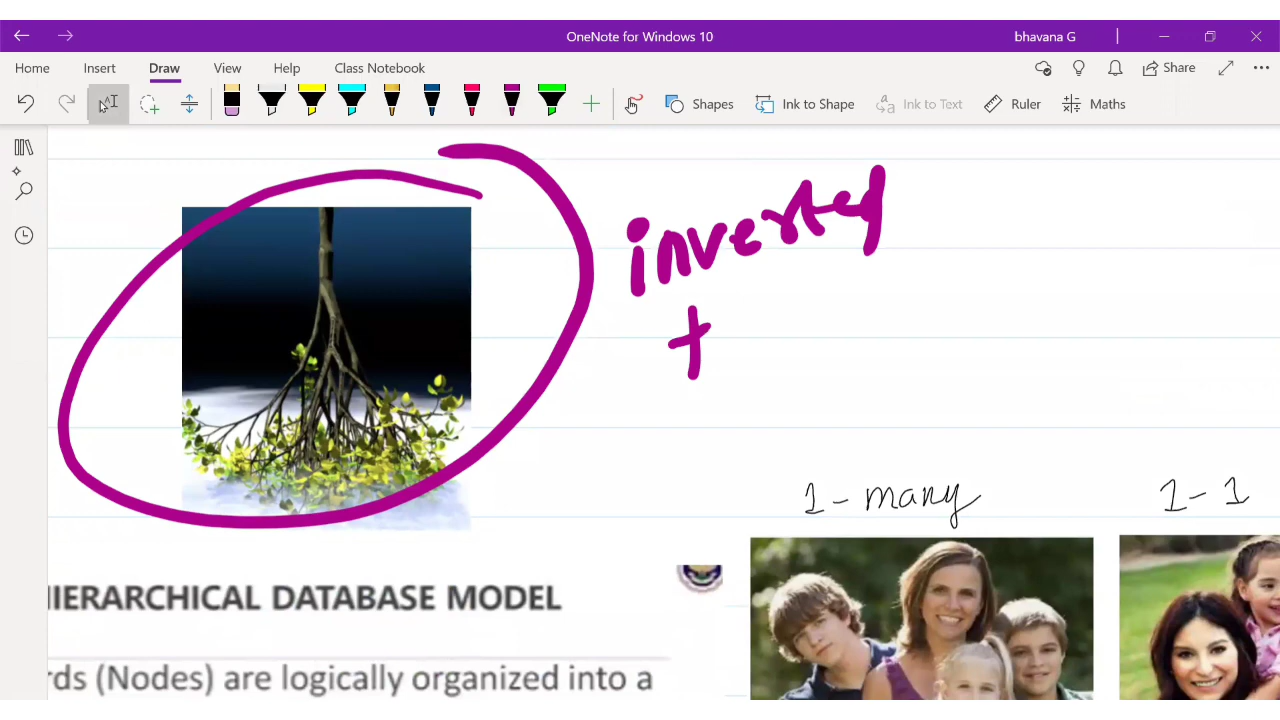 OneNote for Windows 10
bhavana G
Home Insert Draw View Help Class Notebook
Share
Shapes Ink to Shape Ink to Text Ruler Maths
inverted
t
1 - many 1 - 1
HIERARCHICAL DATABASE MODEL
rds (Nodes) are logically organized into a